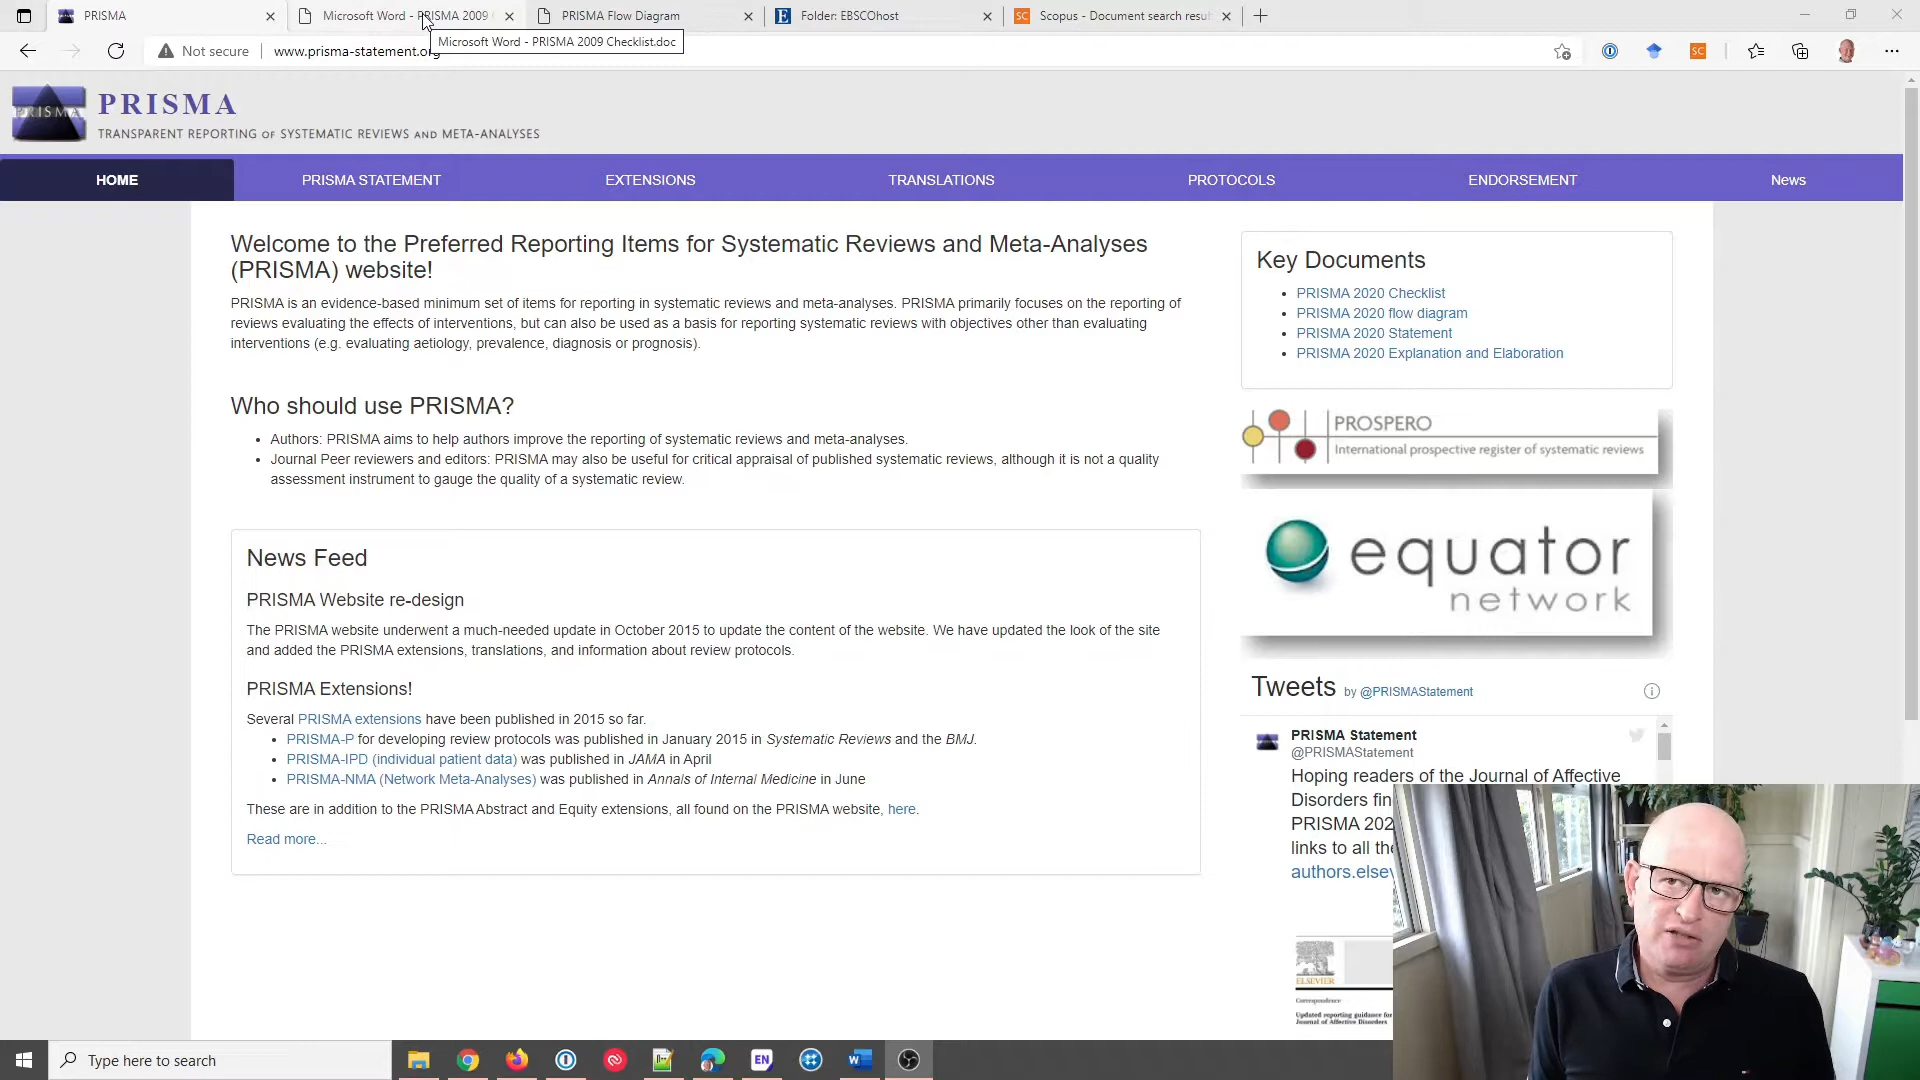 PRISMA
Microsoft Word - PRISMA 2009
PRISMA Flow Diagram
Folder: EBSCOhost
Scopus - Document search resu
Not secure
www.prisma-statement.org
Microsoft Word - PRISMA 2009 Checklist.doc
PRISMA
PRISMA
TRANSPARENT REPORTING OF SYSTEMATIC REVIEWS AND META-ANALYSES
HOME
PRISMA STATEMENT
EXTENSIONS
TRANSLATIONS
PROTOCOLS
ENDORSEMENT
News
Welcome to the Preferred Reporting Items for Systematic Reviews and Meta-Analyses
(PRISMA) website!
PRISMA is an evidence-based minimum set of items for reporting in systematic reviews and meta-analyses. PRISMA primarily focuses on the reporting of
reviews evaluating the effects of interventions, but can also be used as a basis for reporting systematic reviews with objectives other than evaluating
interventions (e.g. evaluating aetiology, prevalence, diagnosis or prognosis).
Who should use PRISMA?
Authors: PRISMA aims to help authors improve the reporting of systematic reviews and meta-analyses.
Journal Peer reviewers and editors: PRISMA may also be useful for critical appraisal of published systematic reviews, although it is not a quality
assessment instrument to gauge the quality of a systematic review.
News Feed
PRISMA Website re-design
The PRISMA website underwent a much-needed update in October 2015 to update the content of the website. We have updated the look of the site
and added the PRISMA extensions, translations, and information about review protocols.
PRISMA Extensions!
Several PRISMA extensions have been published in 2015 so far.
PRISMA-P for developing review protocols was published in January 2015 in Systematic Reviews and the BMJ.
PRISMA-IPD (individual patient data) was published in JAMA in April
PRISMA-NMA (Network Meta-Analyses) was published in Annals of Internal Medicine in June
These are in addition to the PRISMA Abstract and Equity extensions, all found on the PRISMA website, here.
Read more...
Key Documents
PRISMA 2020 Checklist
PRISMA 2020 flow diagram
PRISMA 2020 Statement
PRISMA 2020 Explanation and Elaboration
PROSPERO
International prospective register of systematic reviews
equator
network
Tweets by @PRISMAStatement
PRISMA Statement
@PRISMAStatement
Hoping readers of the Journal of Affective
Disorders fin
PRISMA 202
links to all the
authors.elsev
ELSEVIER
Correspondence
Updated reporting guidance for
Journal of Affective Disorders
Type here to search
EN